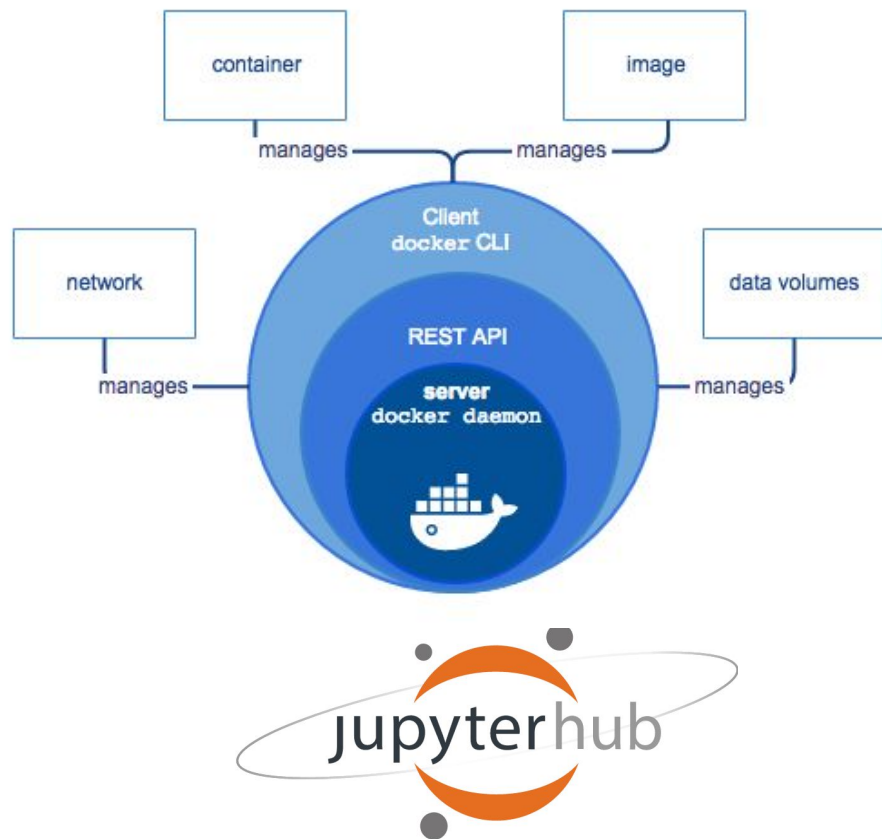 container
image
manages
manages
Client
docker CLI
network
data volumes
REST API
manages
manages
server
docker daemon
jupyterhub